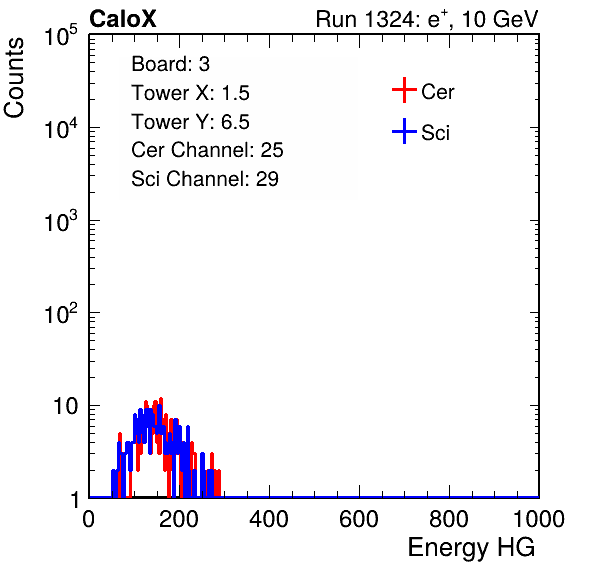 CaloX Run 1324: e⁺, 10 GeV
Counts
10⁵
10⁴
10³
10²
10
1
Board: 3
Tower X: 1.5
Tower Y: 6.5
Cer Channel: 25
Sci Channel: 29
Cer
Sci
0 200 400 600 800 1000
Energy HG